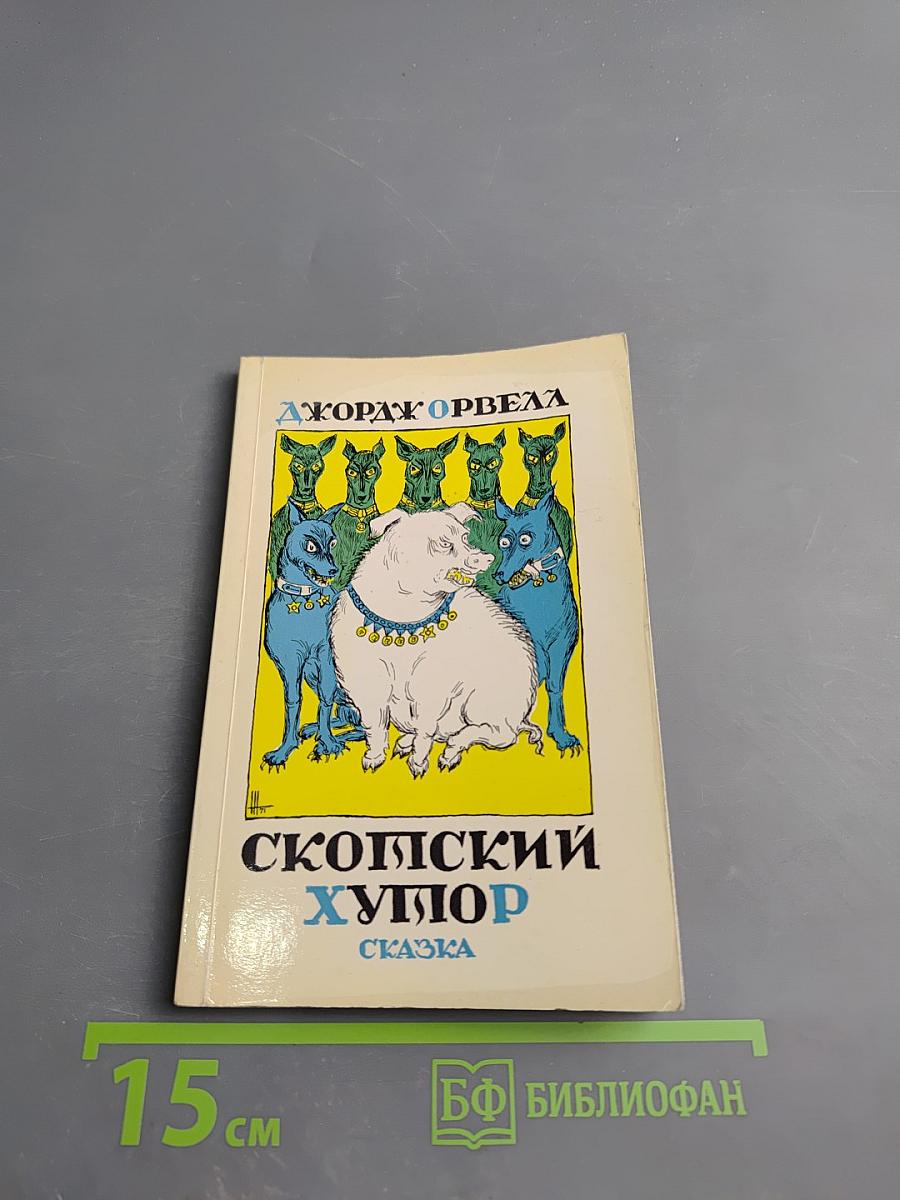 ДЖОРДЖ ОРВЕЛЛ
СКОТСКИЙ
ХУТОР
СКАЗКА
15 см
БФ БИБЛИОФАН